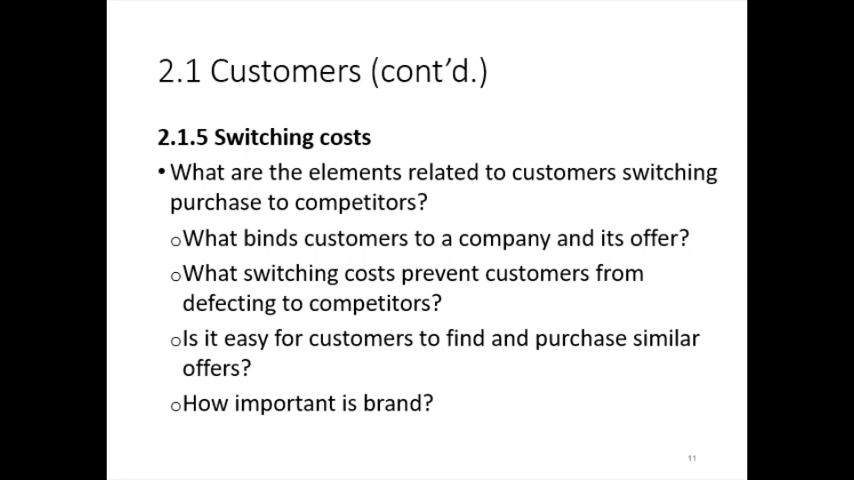 2.1 Customers (cont'd.)
2.1.5 Switching costs
• What are the elements related to customers switching
purchase to competitors?
o What binds customers to a company and its offer?
o What switching costs prevent customers from
defecting to competitors?
o Is it easy for customers to find and purchase similar
offers?
o How important is brand?
11